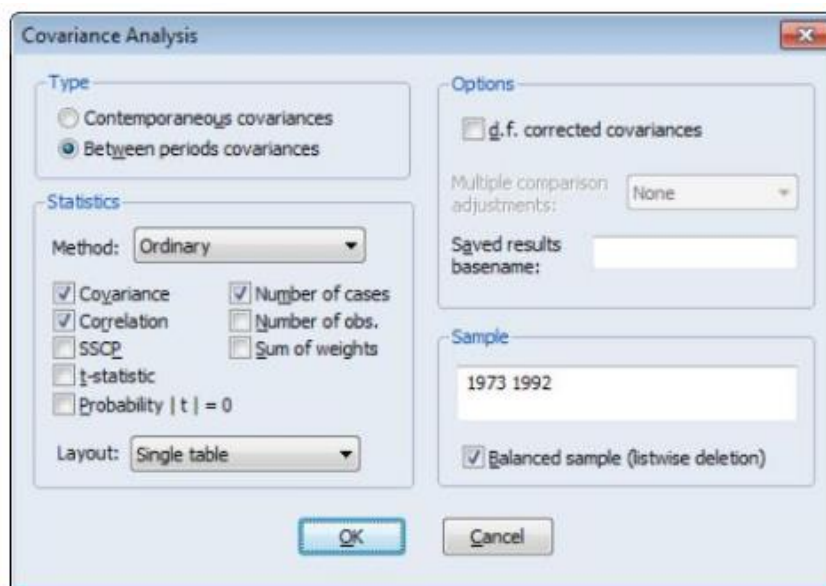 Covariance Analysis
Type
Contemporaneous covariances
Between periods covariances
Statistics
Method: Ordinary
Covariance
Number of cases
Correlation
Number of obs.
SSCP
Sum of weights
t-statistic
Probability | t | = 0
Layout: Single table
Options
d.f. corrected covariances
Multiple comparison
adjustments:
None
Saved results
basename:
Sample
1973 1992
Balanced sample (listwise deletion)
OK
Cancel